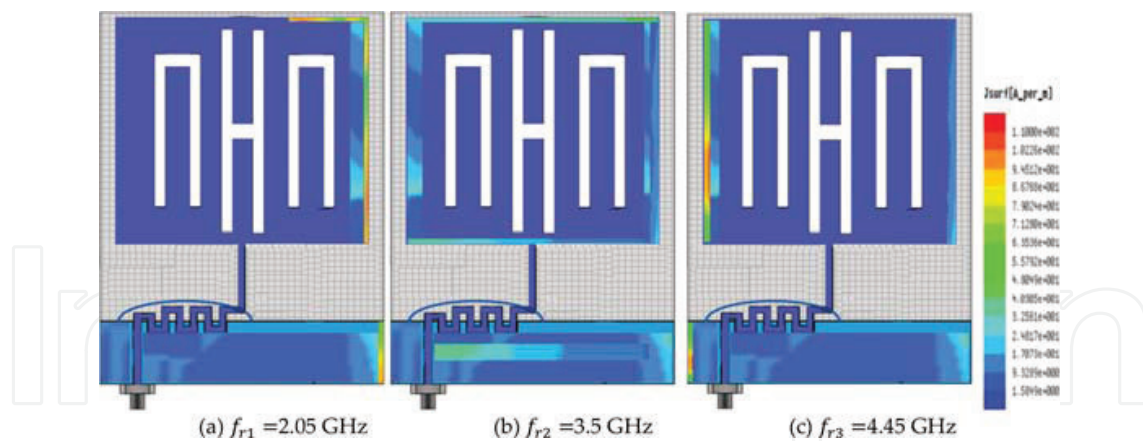 Jsurf[A_per_m]
1.1000e+002
1.0226e+002
9.4512e+001
8.6768e+001
7.9024e+001
7.1280e+001
6.3536e+001
5.5792e+001
4.8049e+001
4.0305e+001
3.2561e+001
2.4817e+001
1.7073e+001
9.3289e+000
1.5849e+000
(a) fr1 =2.05 GHz
(b) fr2 =3.5 GHz
(c) fr3 =4.45 GHz